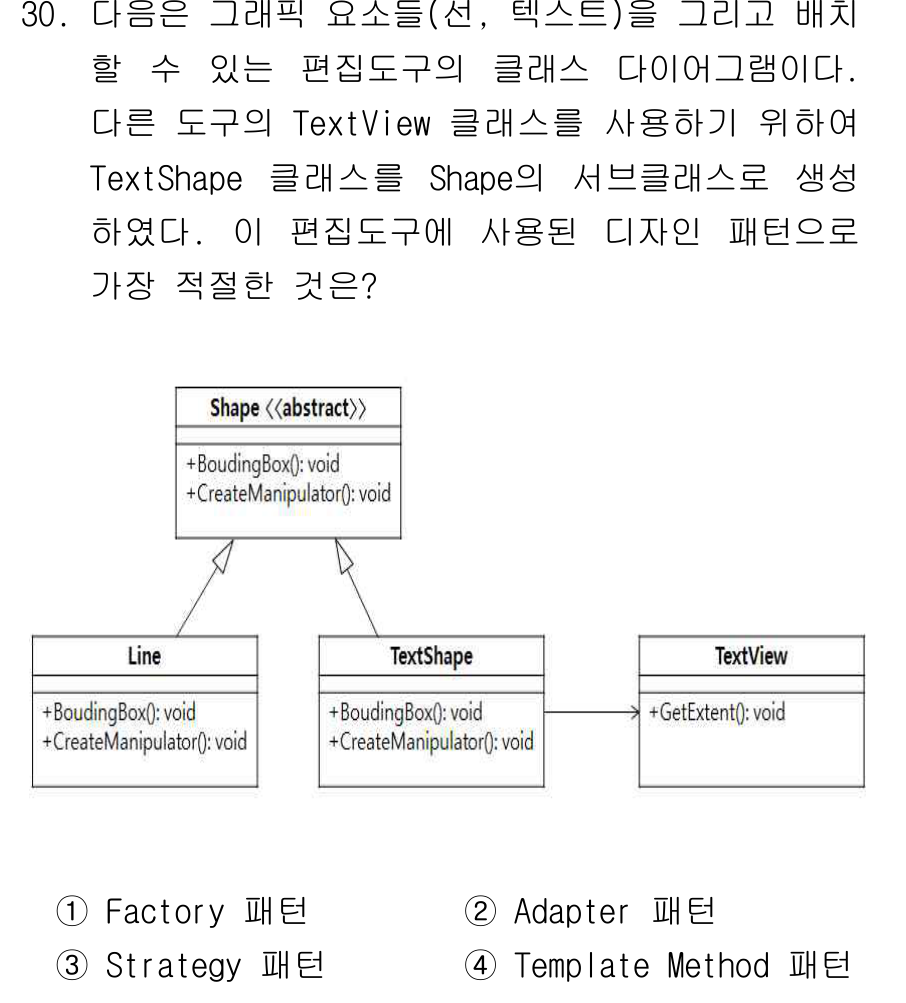 30. 다음은 그래픽 요소들(선, 텍스트)을 그리고 배치
할 수 있는 편집도구의 클래스 다이어그램이다.
다른 도구의 TextView 클래스를 사용하기 위하여
TextShape 클래스를 Shape의 서브클래스로 생성
하였다. 이 편집도구에 사용된 디자인 패턴으로
가장 적절한 것은?
Shape 〈〈abstract〉〉
+BoudingBox(): void
+CreateManipulator(): void
Line
+BoudingBox(): void
+CreateManipulator(): void
TextShape
+BoudingBox(): void
+CreateManipulator(): void
TextView
+GetExtent(): void
① Factory 패턴 ② Adapter 패턴
③ Strategy 패턴 ④ Template Method 패턴